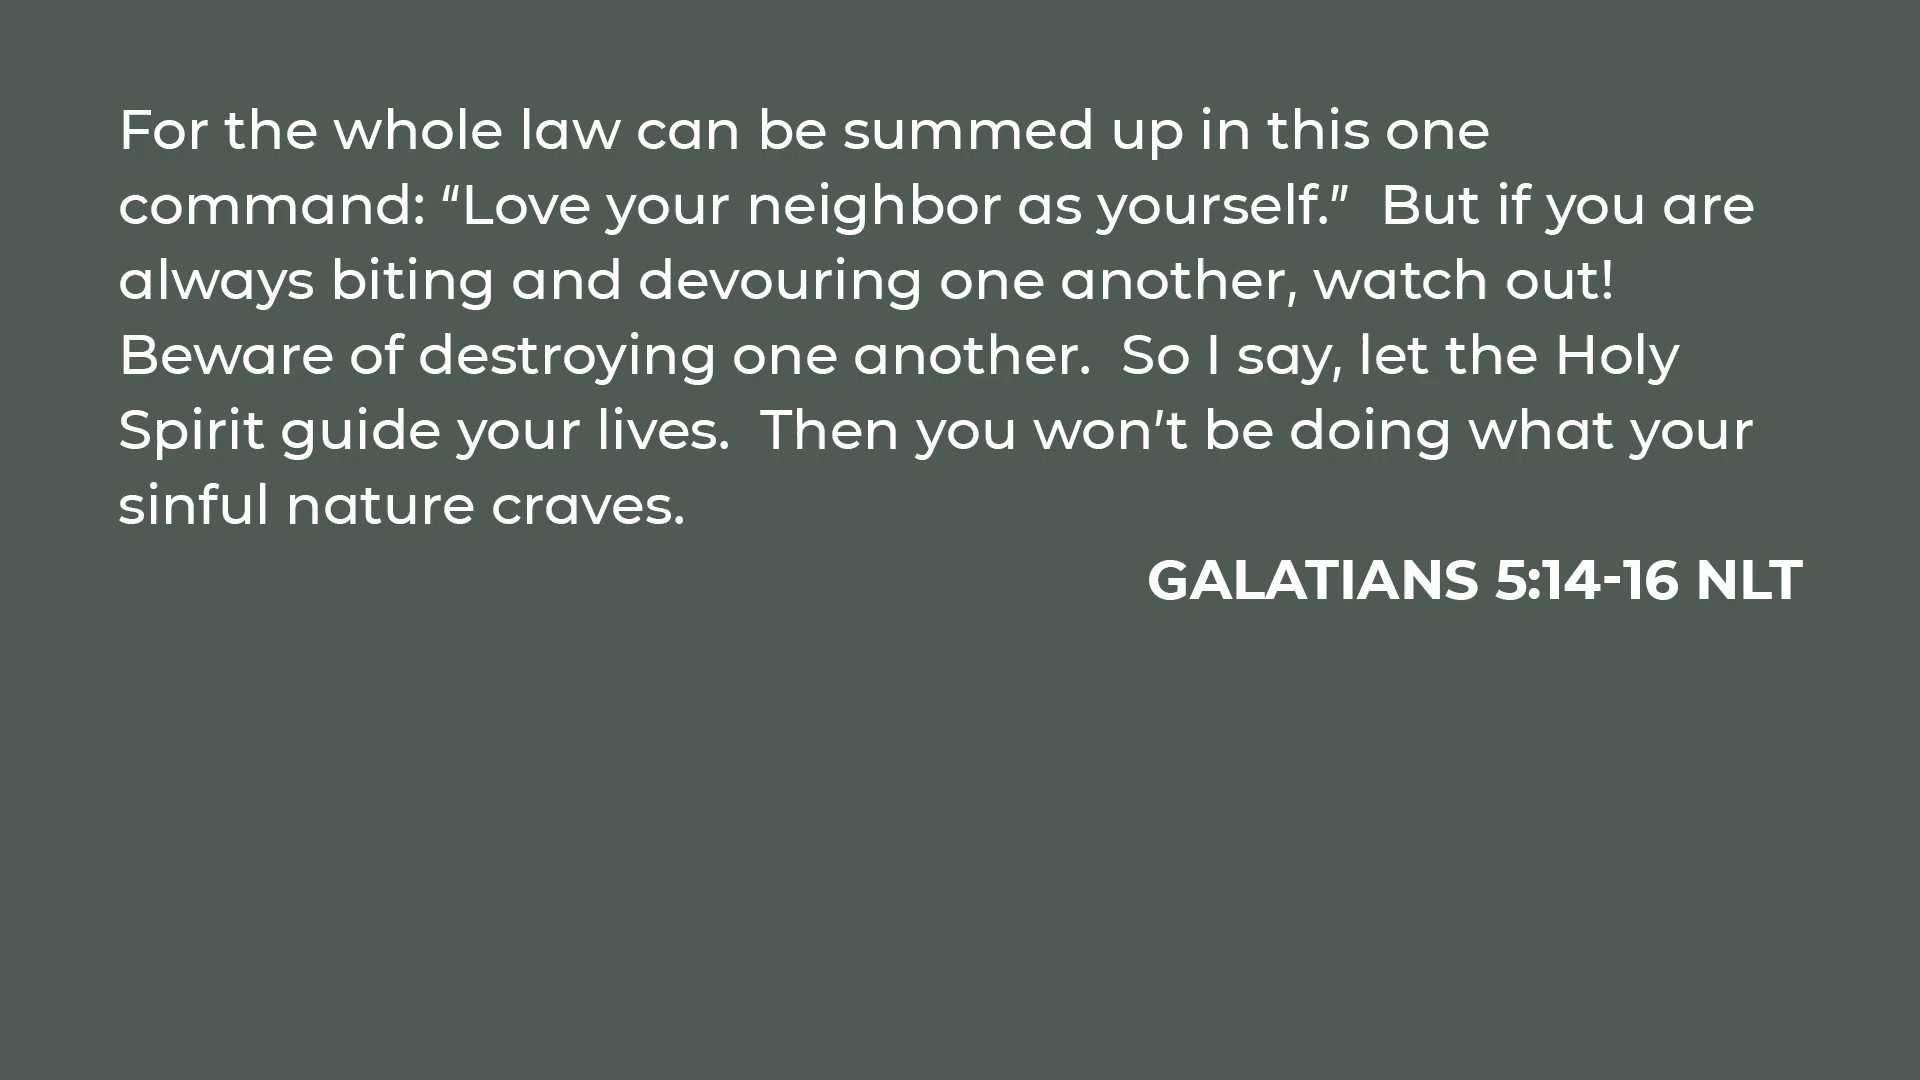 For the whole law can be summed up in this one
command: “Love your neighbor as yourself.”  But if you are
always biting and devouring one another, watch out!
Beware of destroying one another.  So I say, let the Holy
Spirit guide your lives.  Then you won’t be doing what your
sinful nature craves.
GALATIANS 5:14-16 NLT